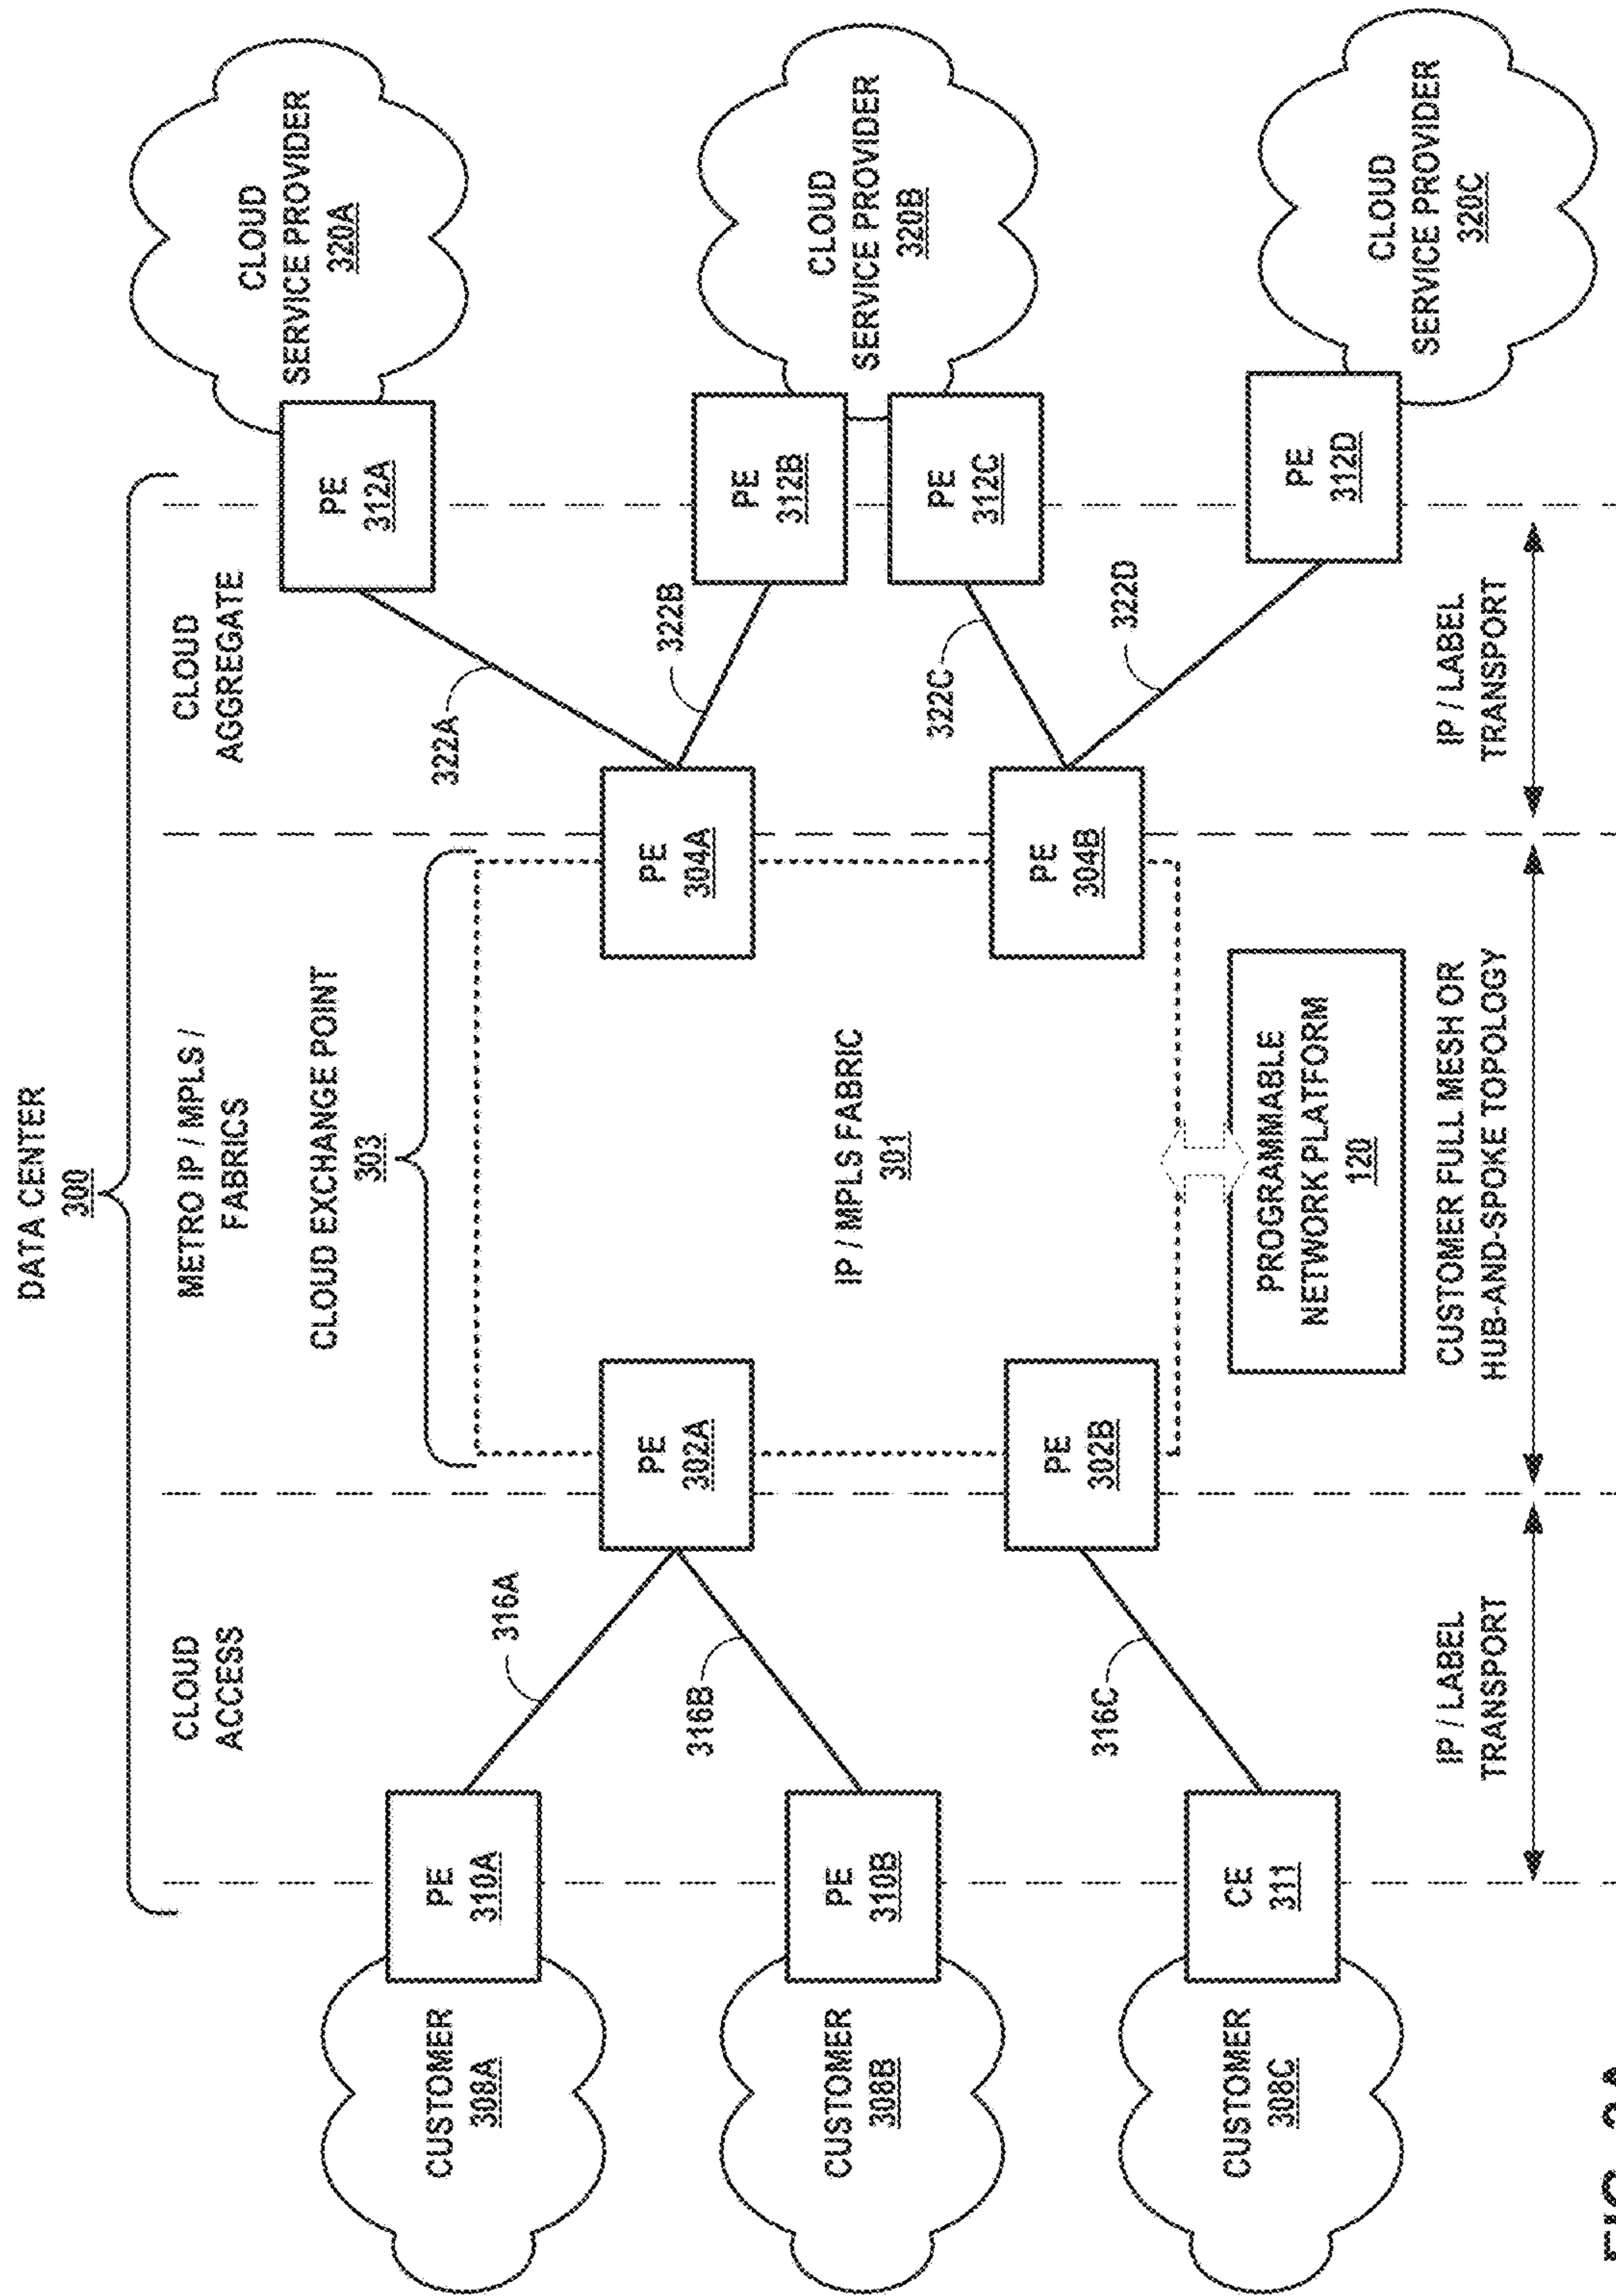 DATA CENTER
300
CLOUD
ACCESS
METRO IP / MPLS /
FABRICS
CLOUD
AGGREGATE
CLOUD EXCHANGE POINT
303
CUSTOMER
308A
PE
310A
316A
PE
302A
PE
304A
322A
PE
312A
CLOUD
SERVICE PROVIDER
320A
CUSTOMER
308B
PE
310B
316B
IP / MPLS FABRIC
301
322B
PE
312B
CLOUD
SERVICE PROVIDER
320B
PE
312C
322C
CUSTOMER
308C
CE
311
316C
PE
302B
PE
304B
322D
PE
312D
CLOUD
SERVICE PROVIDER
320C
PROGRAMMABLE
NETWORK PLATFORM
120
IP / LABEL
TRANSPORT
CUSTOMER FULL MESH OR
HUB-AND-SPOKE TOPOLOGY
IP / LABEL
TRANSPORT